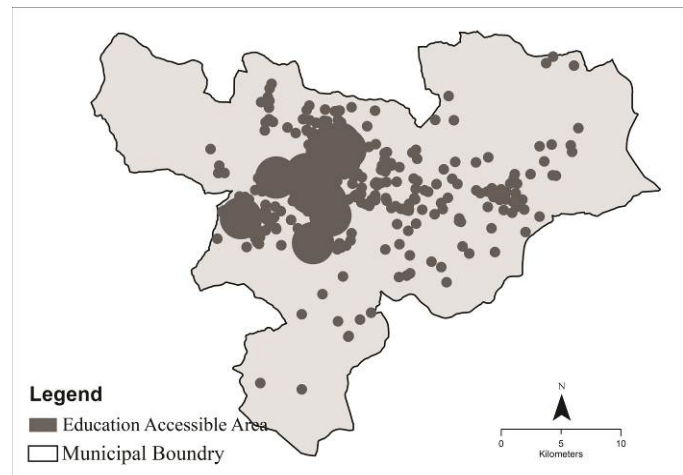 Legend
Education Accessible Area
Municipal Boundry
N
0 5 10
Kilometers